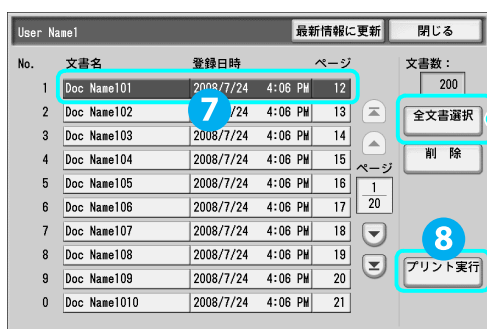 User Name1 最新情報に更新 閉じる
No. 文書名 登録日時 ページ 文書数：
1 Doc Name101 2008/7/24 4:06 PM 12 200
2 Doc Name102 7/24 4:06 PM 13 全文書選択
7
3 Doc Name103 2008/7/24 4:06 PM 14
4 Doc Name104 2008/7/24 4:06 PM 15 削 除
ページ
5 Doc Name105 2008/7/24 4:06 PM 16 1
6 Doc Name106 2008/7/24 4:06 PM 17 20
7 Doc Name107 2008/7/24 4:06 PM 18 8
8 Doc Name108 2008/7/24 4:06 PM 19
9 Doc Name109 2008/7/24 4:06 PM 20 プリント実行
0 Doc Name1010 2008/7/24 4:06 PM 21